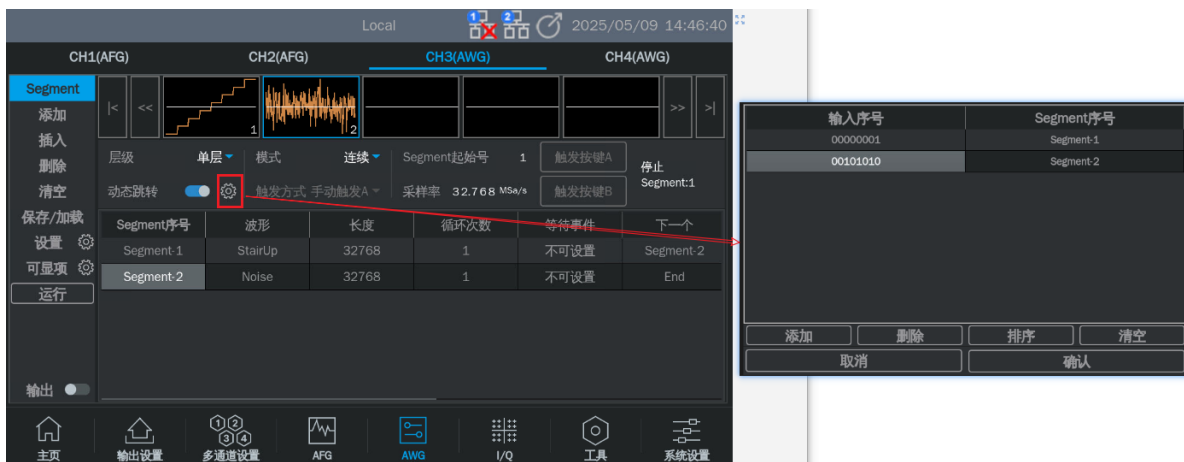 Local 1 2 2025/05/09 14:46:40
CH1(AFG) CH2(AFG) CH3(AWG) CH4(AWG)
Segment
添加
插入
删除
清空
保存/加载
设置
可显项
运行
输出
|< << 1 2 >> >|
层级 单层 模式 连续 Segment起始号 1 触发按键A 停止
Segment:1
动态跳转 触发方式 手动触发A 采样率 32.768 MSa/s 触发按键B
Segment序号 波形 长度 循环次数 等待事件 下一个
Segment-1 StairUp 32768 1 不可设置 Segment-2
Segment-2 Noise 32768 1 不可设置 End
主页 输出设置 1 2 3 4 多通道设置 AFG AWG I/Q 工具 系统设置
输入序号 Segment序号
00000001 Segment-1
00101010 Segment-2
添加 删除 排序 清空
取消 确认